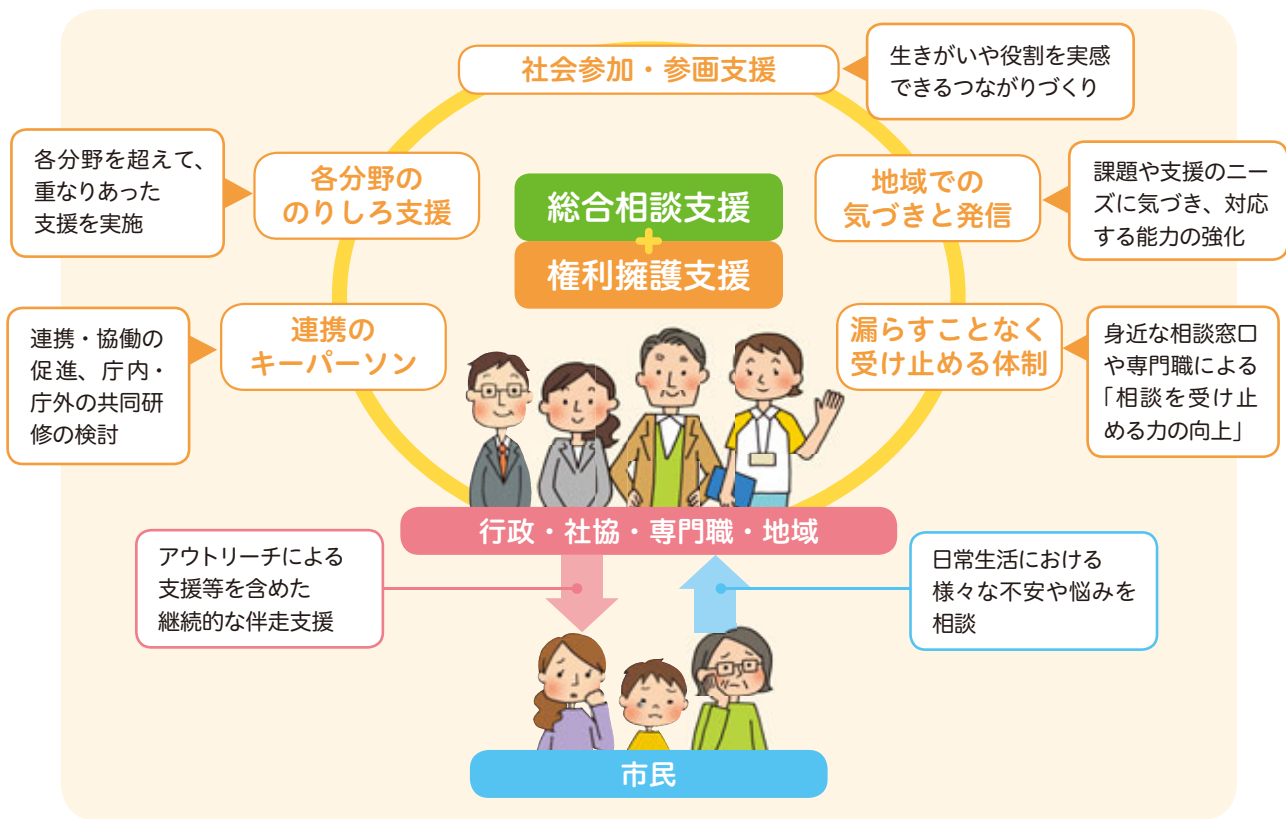 社会参加・参画支援
生きがいや役割を実感
できるつながりづくり
各分野を超えて、
重なりあった
支援を実施
各分野の
のりしろ支援
総合相談支援
+
権利擁護支援
地域での
気づきと発信
課題や支援のニー
ズに気づき、対応
する能力の強化
連携・協働の
促進、庁内・
庁外の共同研
修の検討
連携の
キーパーソン
漏らすことなく
受け止める体制
身近な相談窓口
や専門職による
「相談を受け止
める力の向上」
行政・社協・専門職・地域
アウトリーチによる
支援等を含めた
継続的な伴走支援
日常生活における
様々な不安や悩みを
相談
市民